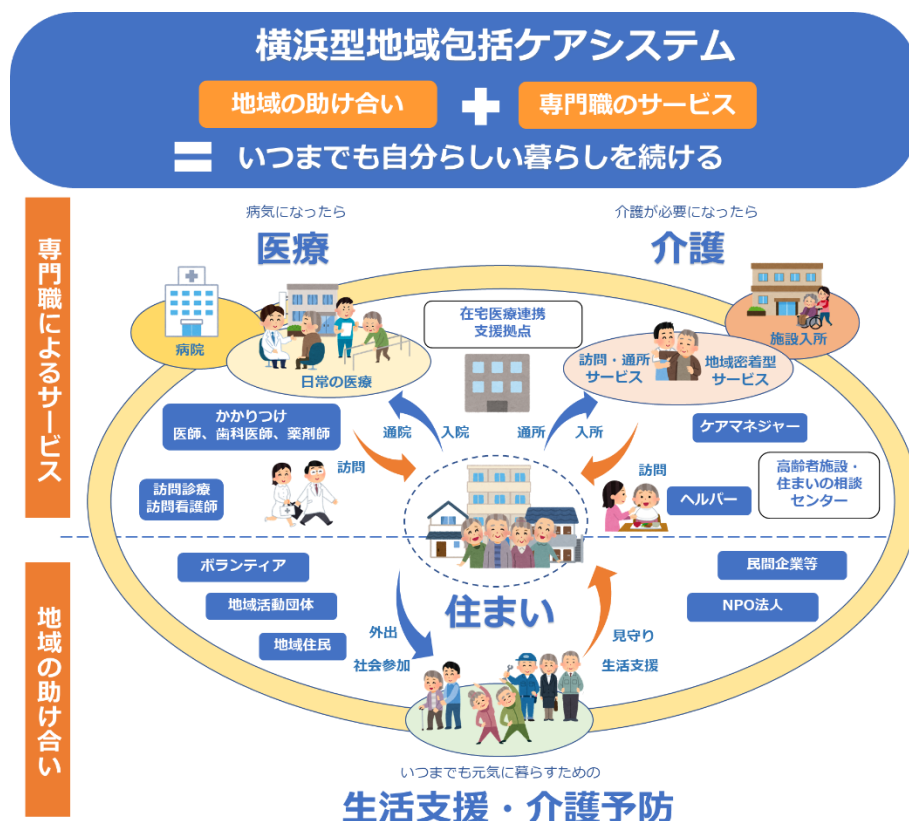 横浜型地域包括ケアシステム
地域の助け合い
+
専門職のサービス
= いつまでも自分らしい暮らしを続ける
専門職によるサービス
病気になったら
医療
介護が必要になったら
介護
病院
日常の医療
在宅医療連携
支援拠点
訪問・通所
サービス
地域密着型
サービス
施設入所
かかりつけ
医師、歯科医師、薬剤師
通院
入院
通所
入所
ケアマネジャー
訪問
訪問
訪問診療
訪問看護師
ヘルパー
高齢者施設・
住まいの相談
センター
地域の助け合い
ボランティア
地域活動団体
地域住民
住まい
民間企業等
NPO法人
外出
社会参加
見守り
生活支援
いつまでも元気に暮らすための
生活支援・介護予防